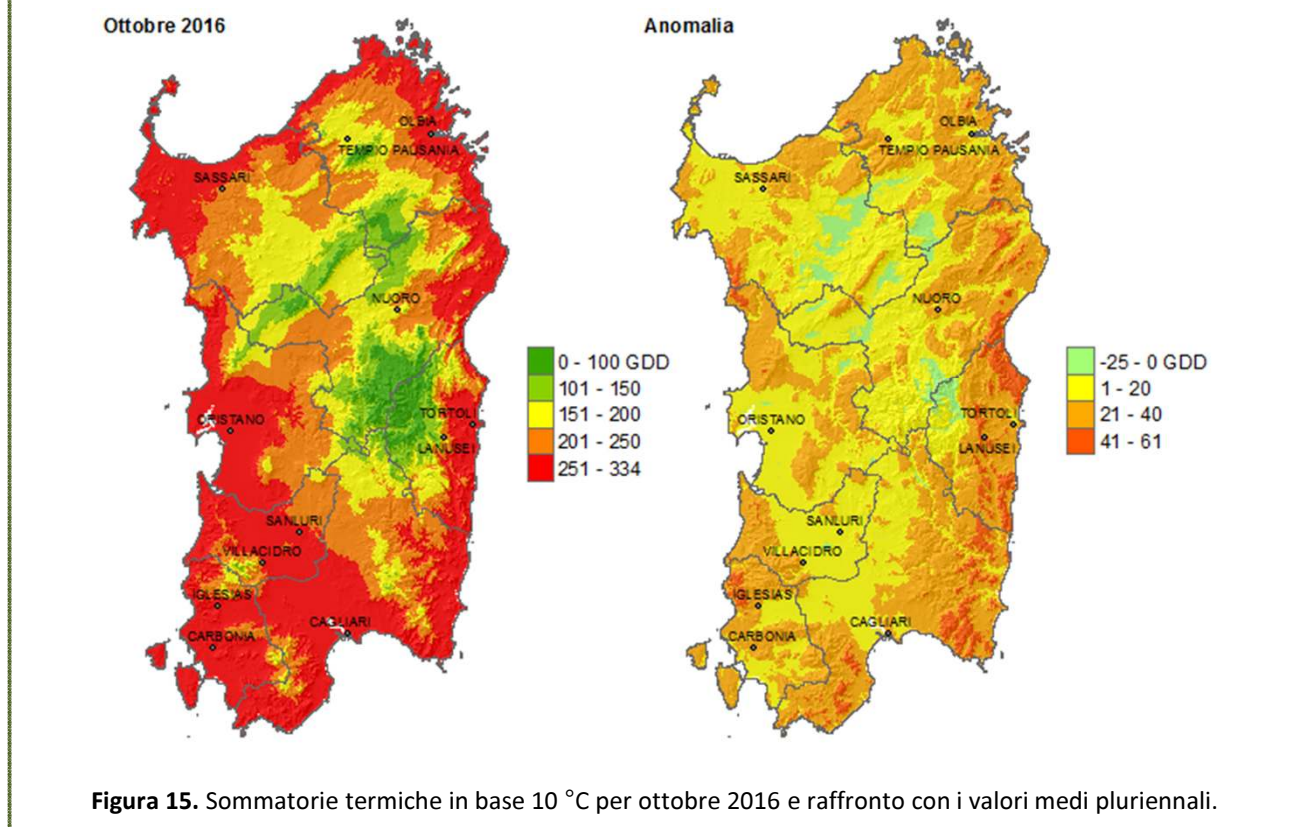 Ottobre 2016
Anomalia
OLBIA
TEMPIO PAUSANIA
SASSARI
NUORO
ORISTANO
TORTOLI
LANUSEI
SANLURI
VILLACIDRO
IGLESIAS
CAGLIARI
CARBONIA
0 - 100 GDD
101 - 150
151 - 200
201 - 250
251 - 334
OLBIA
TEMPIO PAUSANIA
SASSARI
NUORO
ORISTANO
TORTOLI
LANUSEI
SANLURI
VILLACIDRO
IGLESIAS
CAGLIARI
CARBONIA
-25 - 0 GDD
1 - 20
21 - 40
41 - 61
Figura 15. Sommatorie termiche in base 10 °C per ottobre 2016 e raffronto con i valori medi pluriennali.